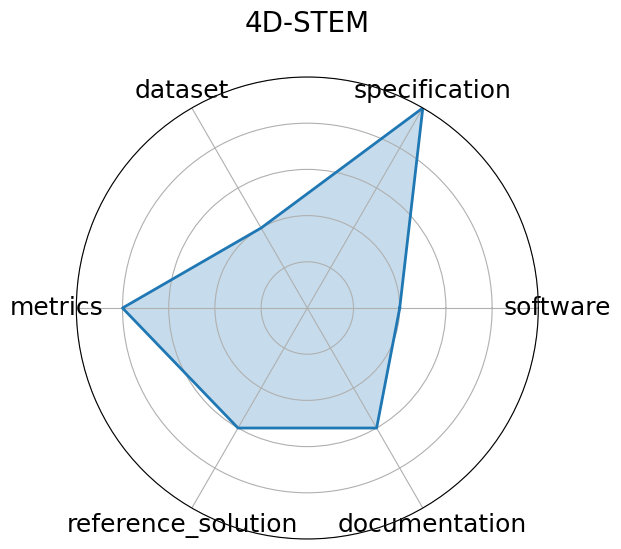 4D-STEM
dataset
specification
metrics
software
reference_solution
documentation